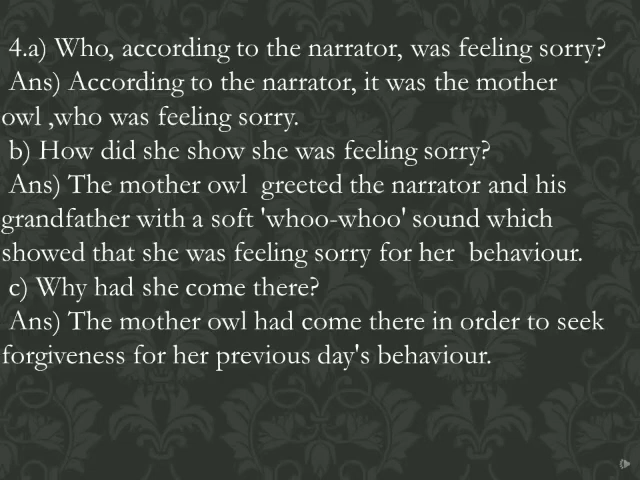 4.a) Who, according to the narrator, was feeling sorry?
Ans) According to the narrator, it was the mother
owl ,who was feeling sorry.
b) How did she show she was feeling sorry?
Ans) The mother owl  greeted the narrator and his
grandfather with a soft 'whoo-whoo' sound which
showed that she was feeling sorry for her  behaviour.
c) Why had she come there?
Ans) The mother owl had come there in order to seek
forgiveness for her previous day's behaviour.